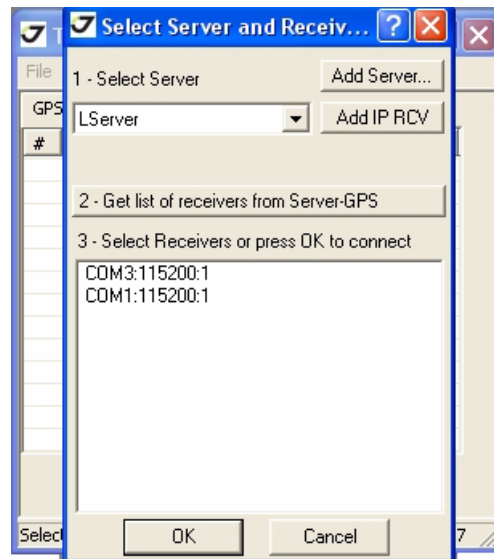 T
Select Server and Receiv...
File
1 - Select Server
Add Server...
GPS
LServer
Add IP RCV
#
2 - Get list of receivers from Server-GPS
3 - Select Receivers or press OK to connect
COM3:115200:1
COM1:115200:1
Select
OK
Cancel
7